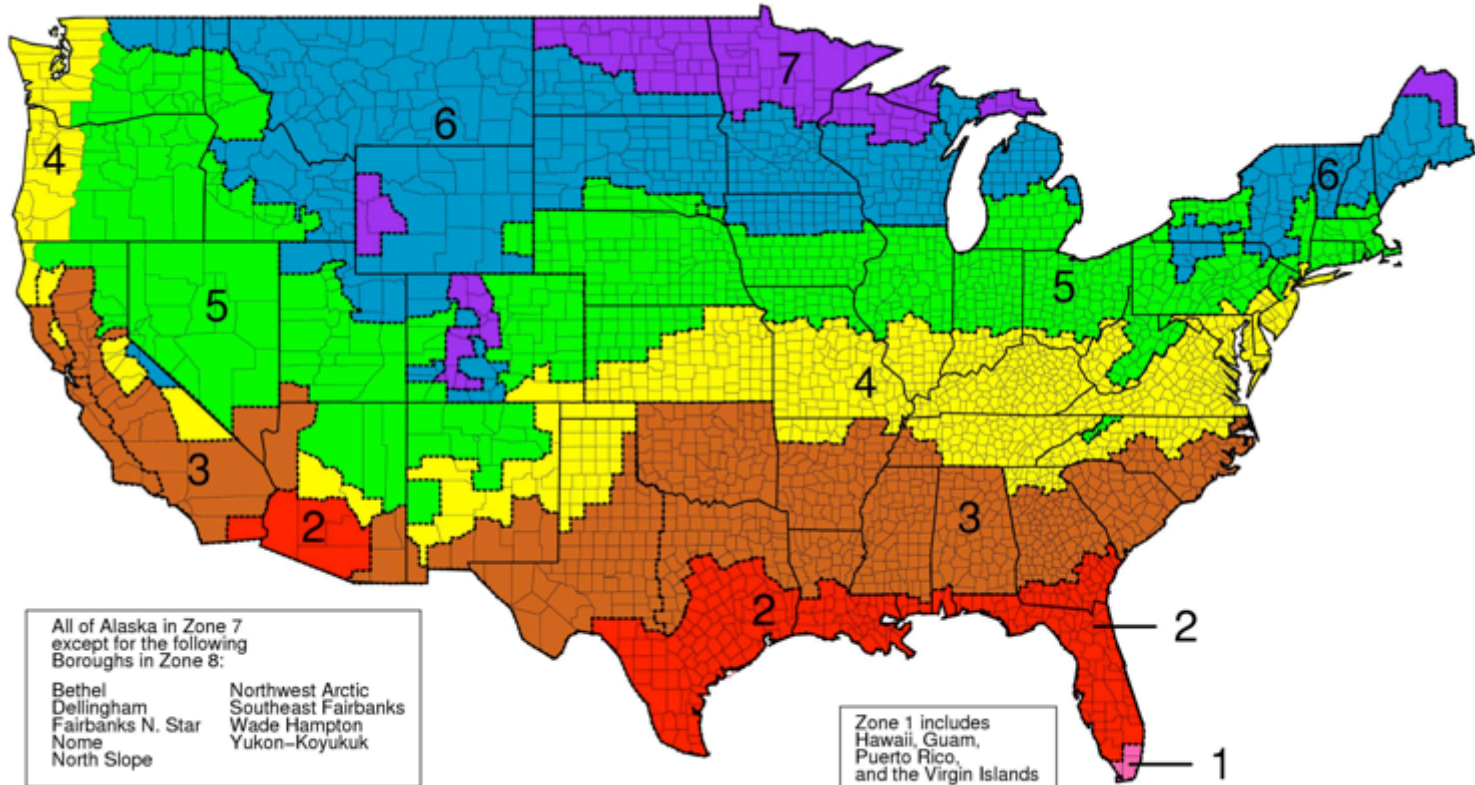 7
6
4
6
5
5
4
3
3
2
2
2
1
All of Alaska in Zone 7
except for the following
Boroughs in Zone 8:
Bethel Northwest Arctic
Dellingham Southeast Fairbanks
Fairbanks N. Star Wade Hampton
Nome Yukon-Koyukuk
North Slope
Zone 1 includes
Hawaii, Guam,
Puerto Rico,
and the Virgin Islands